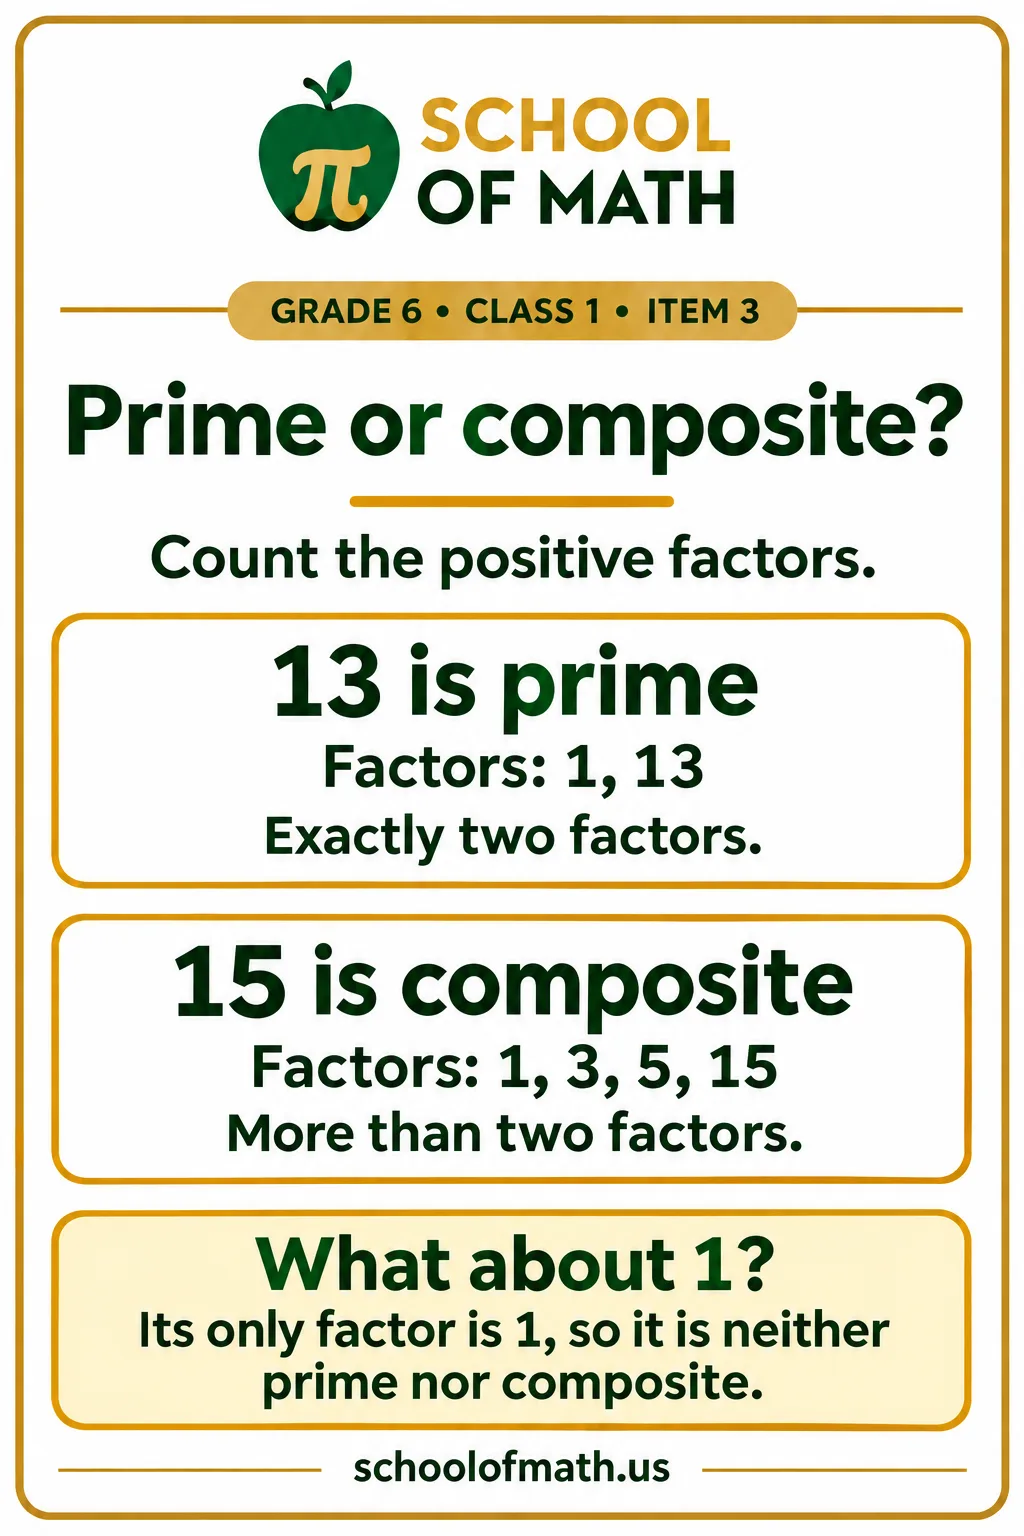 π
SCHOOL
OF MATH
GRADE 6 • CLASS 1 • ITEM 3
Prime or composite?
Count the positive factors.
13 is prime
Factors: 1, 13
Exactly two factors.
15 is composite
Factors: 1, 3, 5, 15
More than two factors.
What about 1?
Its only factor is 1, so it is neither
prime nor composite.
schoolofmath.us